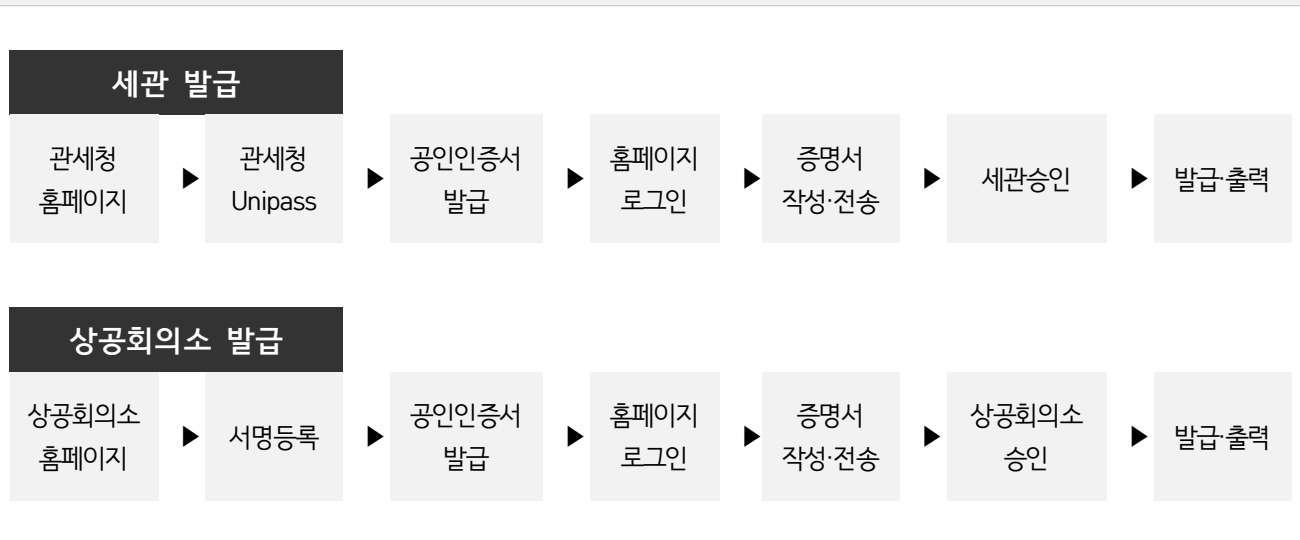 세관 발급
관세청
홈페이지
▶
관세청
Unipass
▶
공인인증서
발급
▶
홈페이지
로그인
▶
증명서
작성·전송
▶
세관승인
▶
발급·출력
상공회의소 발급
상공회의소
홈페이지
▶
서명등록
▶
공인인증서
발급
▶
홈페이지
로그인
▶
증명서
작성·전송
▶
상공회의소
승인
▶
발급·출력